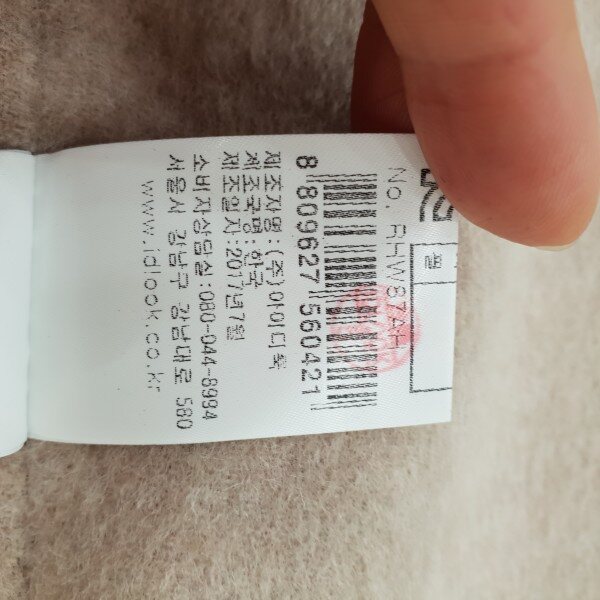 No. RHW87AH
8 809627 560421
제조자명:(주)아이디룩
제조국명:한국
제조일자:2017년7월
소비자상담실:080-044-8994
서울시 강남구 강남대로 580
www.idlook.co.kr